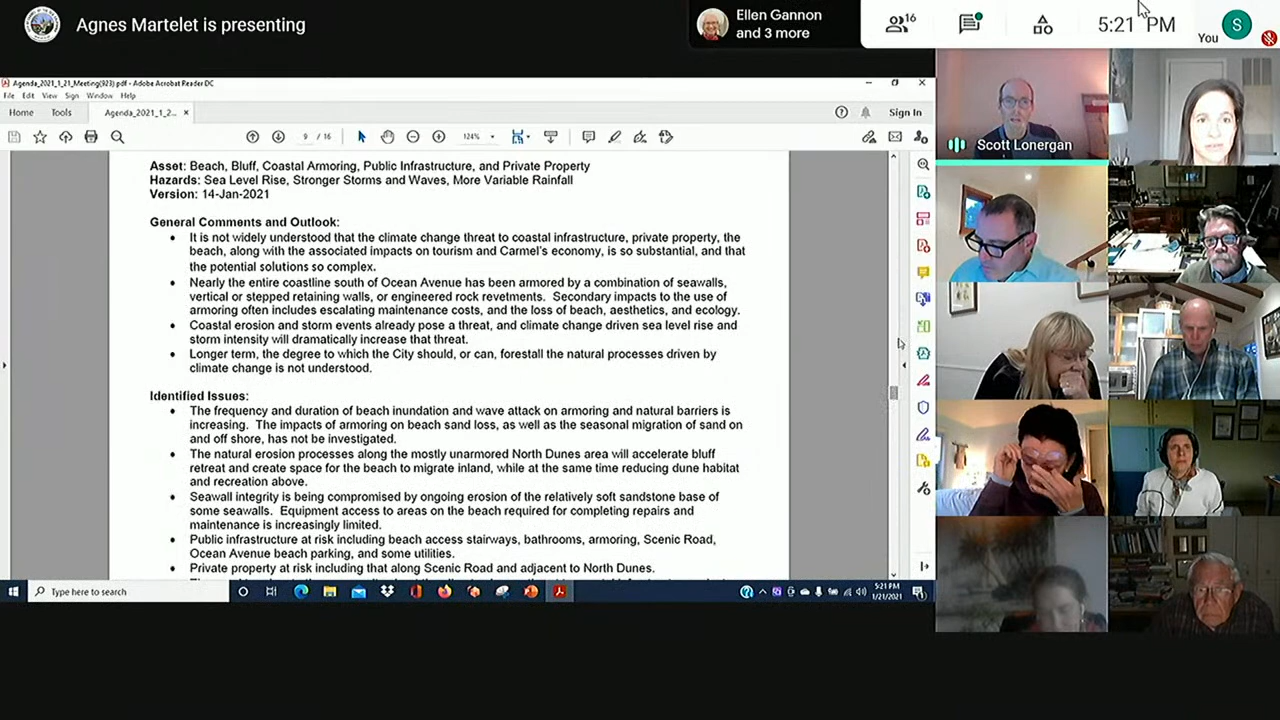 Agnes Martelet is presenting
Ellen Gannon
and 3 more
16
5:21 PM
You
S
Agenda_2021_1_21_Meeting(923).pdf - Adobe Acrobat Reader DC
File Edit View Sign Window Help
Home Tools Agenda_2021_1_2... × Sign In
9 / 16 124%
Asset: Beach, Bluff, Coastal Armoring, Public Infrastructure, and Private Property
Hazards: Sea Level Rise, Stronger Storms and Waves, More Variable Rainfall
Version: 14-Jan-2021
General Comments and Outlook:
• It is not widely understood that the climate change threat to coastal infrastructure, private property, the
beach, along with the associated impacts on tourism and Carmel's economy, is so substantial, and that
the potential solutions so complex.
• Nearly the entire coastline south of Ocean Avenue has been armored by a combination of seawalls,
vertical or stepped retaining walls, or engineered rock revetments. Secondary impacts to the use of
armoring often includes escalating maintenance costs, and the loss of beach, aesthetics, and ecology.
• Coastal erosion and storm events already pose a threat, and climate change driven sea level rise and
storm intensity will dramatically increase that threat.
• Longer term, the degree to which the City should, or can, forestall the natural processes driven by
climate change is not understood.
Identified Issues:
• The frequency and duration of beach inundation and wave attack on armoring and natural barriers is
increasing. The impacts of armoring on beach sand loss, as well as the seasonal migration of sand on
and off shore, has not be investigated.
• The natural erosion processes along the mostly unarmored North Dunes area will accelerate bluff
retreat and create space for the beach to migrate inland, while at the same time reducing dune habitat
and recreation above.
• Seawall integrity is being compromised by ongoing erosion of the relatively soft sandstone base of
some seawalls. Equipment access to areas on the beach required for completing repairs and
maintenance is increasingly limited.
• Public infrastructure at risk including beach access stairways, bathrooms, armoring, Scenic Road,
Ocean Avenue beach parking, and some utilities.
• Private property at risk including that along Scenic Road and adjacent to North Dunes.
Type here to search
5:21 PM
1/21/2021
Scott Lonergan